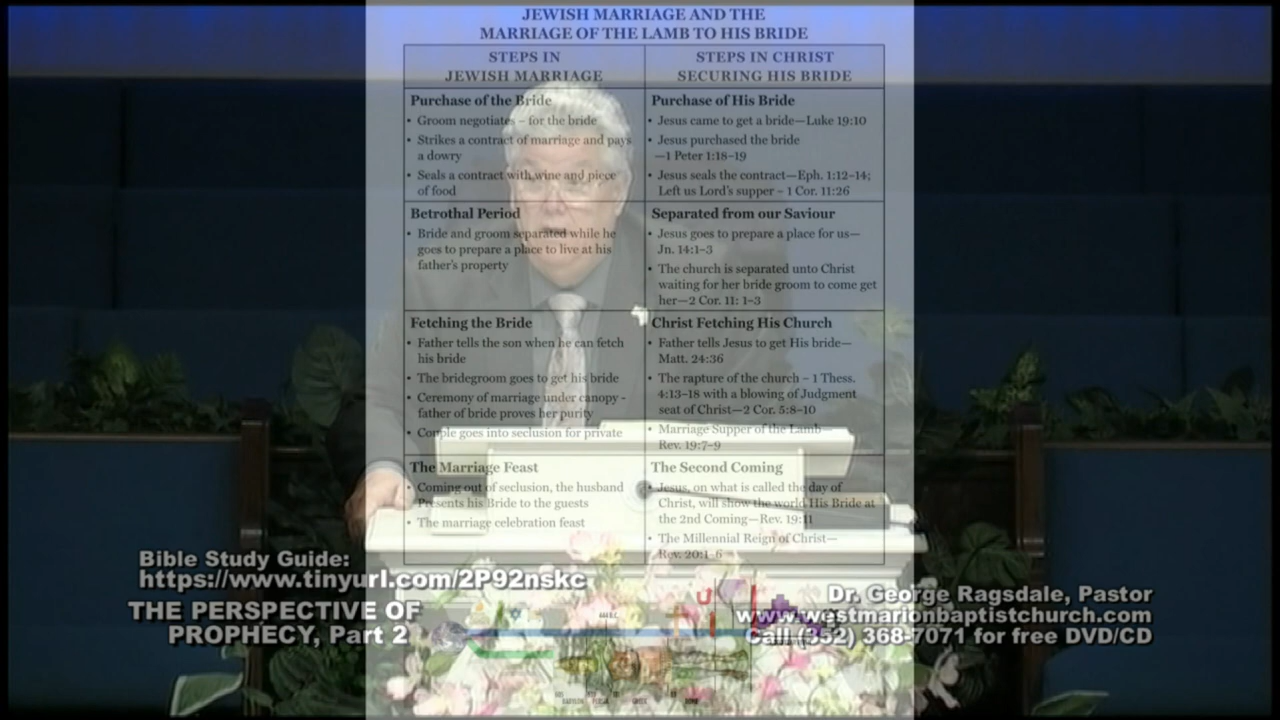 JEWISH MARRIAGE AND THE
MARRIAGE OF THE LAMB TO HIS BRIDE
STEPS IN
JEWISH MARRIAGE
Purchase of the Bride
• Groom negotiates – for the bride
• Strikes a contract of marriage and pays
a dowry
• Seals a contract with wine and piece
of food
Betrothal Period
• Bride and groom separated while he
goes to prepare a place to live at his
father's property
Fetching the Bride
• Father tells the son when he can fetch
his bride
• The bridegroom goes to get his bride
• Ceremony of marriage under canopy -
father of bride proves her purity
• Couple goes into seclusion for private
The Marriage Feast
• Coming out of seclusion, the husband
Presents his Bride to the guests
• The marriage celebration feast
STEPS IN CHRIST
SECURING HIS BRIDE
Purchase of His Bride
• Jesus came to get a bride—Luke 19:10
• Jesus purchased the bride
—1 Peter 1:18–19
• Jesus seals the contract—Eph. 1:12–14;
Left us Lord's supper – 1 Cor. 11:26
Separated from our Saviour
• Jesus goes to prepare a place for us—
Jn. 14:1–3
• The church is separated unto Christ
waiting for her bride groom to come get
her—2 Cor. 11: 1–3
Christ Fetching His Church
• Father tells Jesus to get His bride—
Matt. 24:36
• The rapture of the church – 1 Thess.
4:13–18 with a blowing of Judgment
seat of Christ—2 Cor. 5:8–10
• Marriage Supper of the Lamb—
Rev. 19:7–9
The Second Coming
• Jesus, on what is called the day of
Christ, will show the world His Bride at
the 2nd Coming—Rev. 19:11
• The Millennial Reign of Christ—
Rev. 20:1–6
Bible Study Guide:
https://www.tinyurl.com/2P92nskc
THE PERSPECTIVE OF
PROPHECY, Part 2
Dr. George Ragsdale, Pastor
www.westmarionbaptistchurch.com
Call (352) 368-7071 for free DVD/CD
444 B.C.
BABYLON
GREECE
ROME